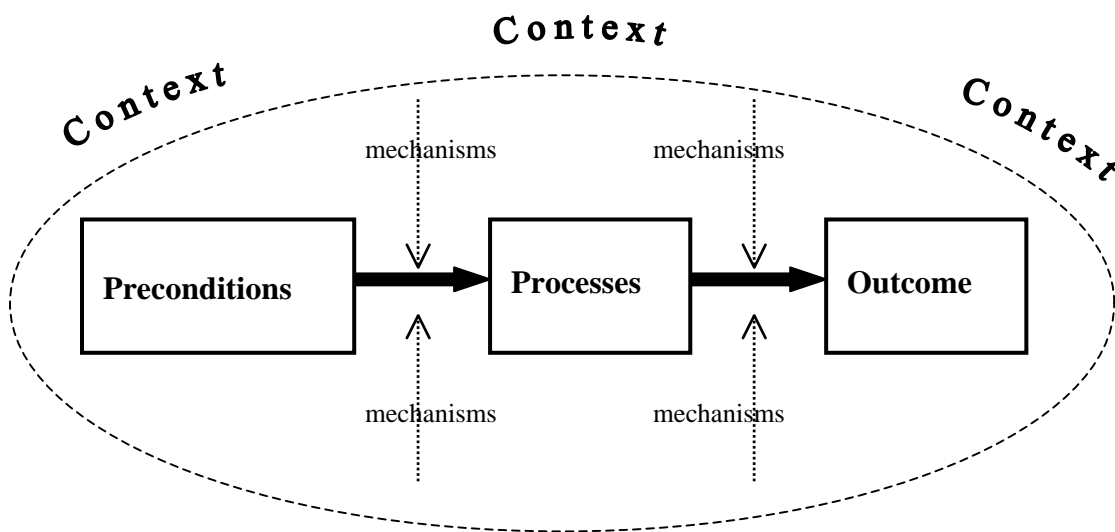 Context
Context
Context
mechanisms mechanisms
Preconditions Processes Outcome
mechanisms mechanisms